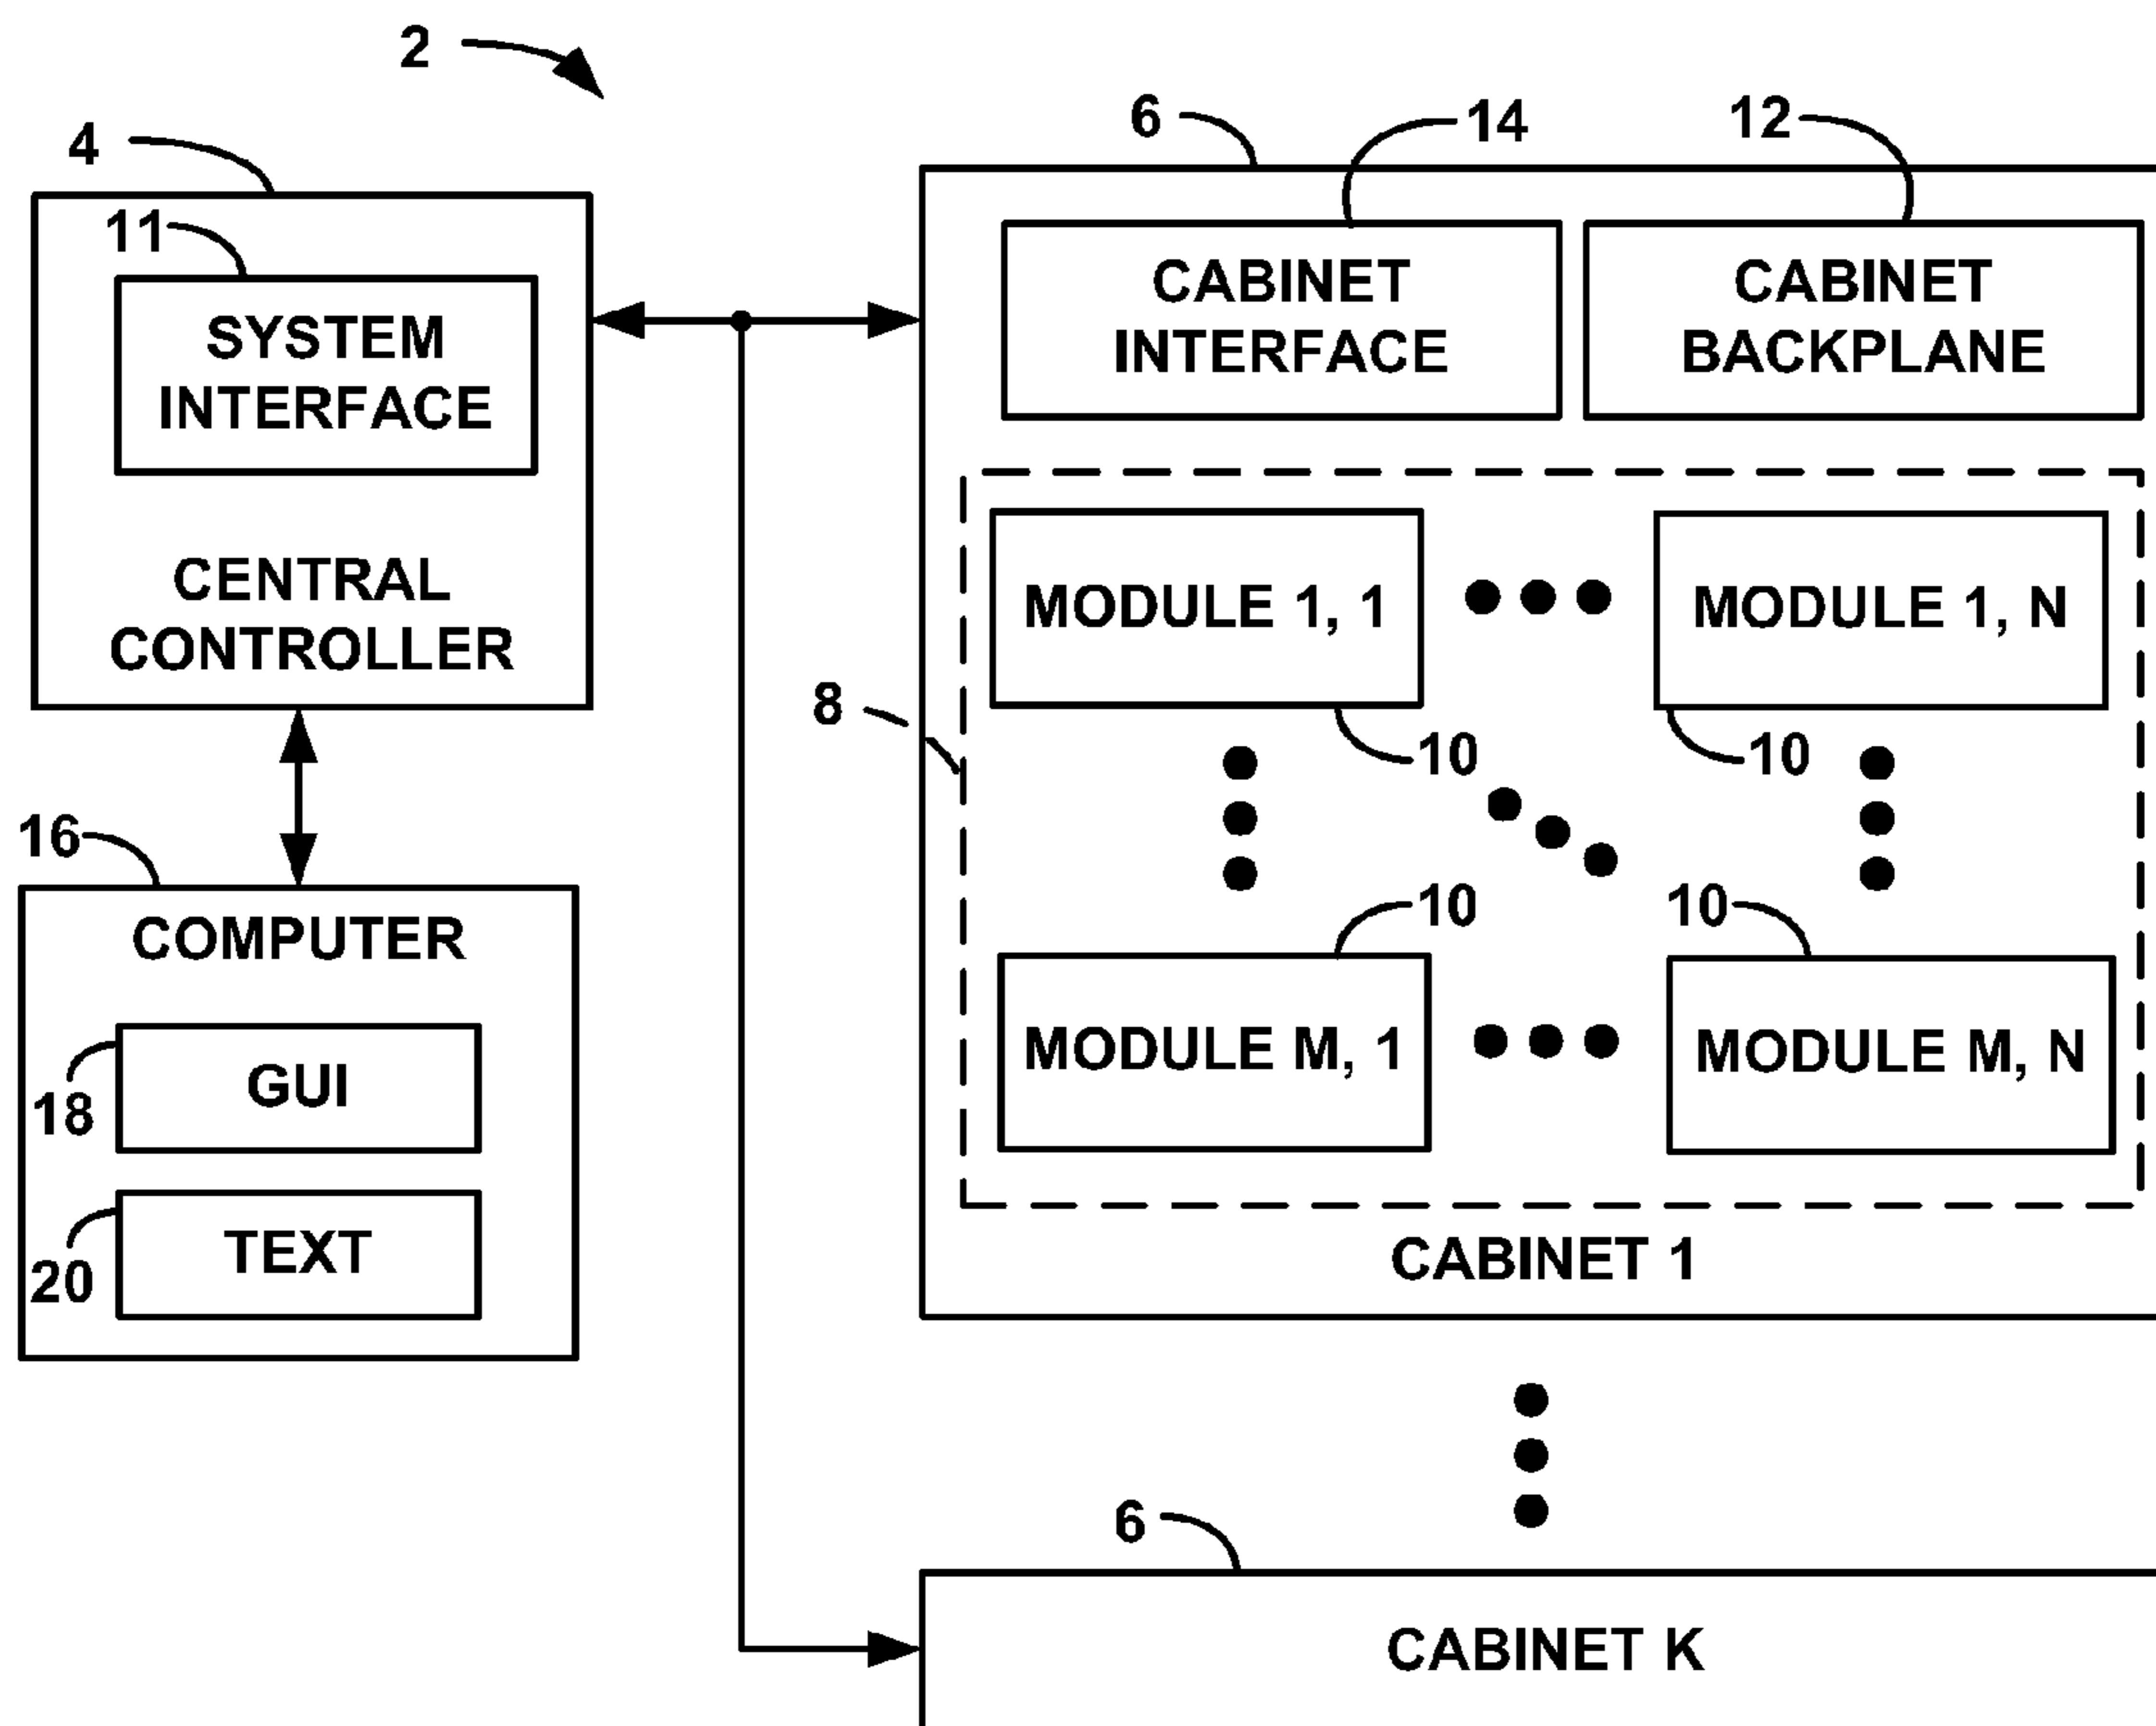 2
4
11
SYSTEM
INTERFACE
CENTRAL
CONTROLLER
16
COMPUTER
18
GUI
20
TEXT
6
14
12
CABINET
INTERFACE
CABINET
BACKPLANE
8
MODULE 1, 1
MODULE 1, N
10
10
10
10
MODULE M, 1
MODULE M, N
CABINET 1
6
CABINET K